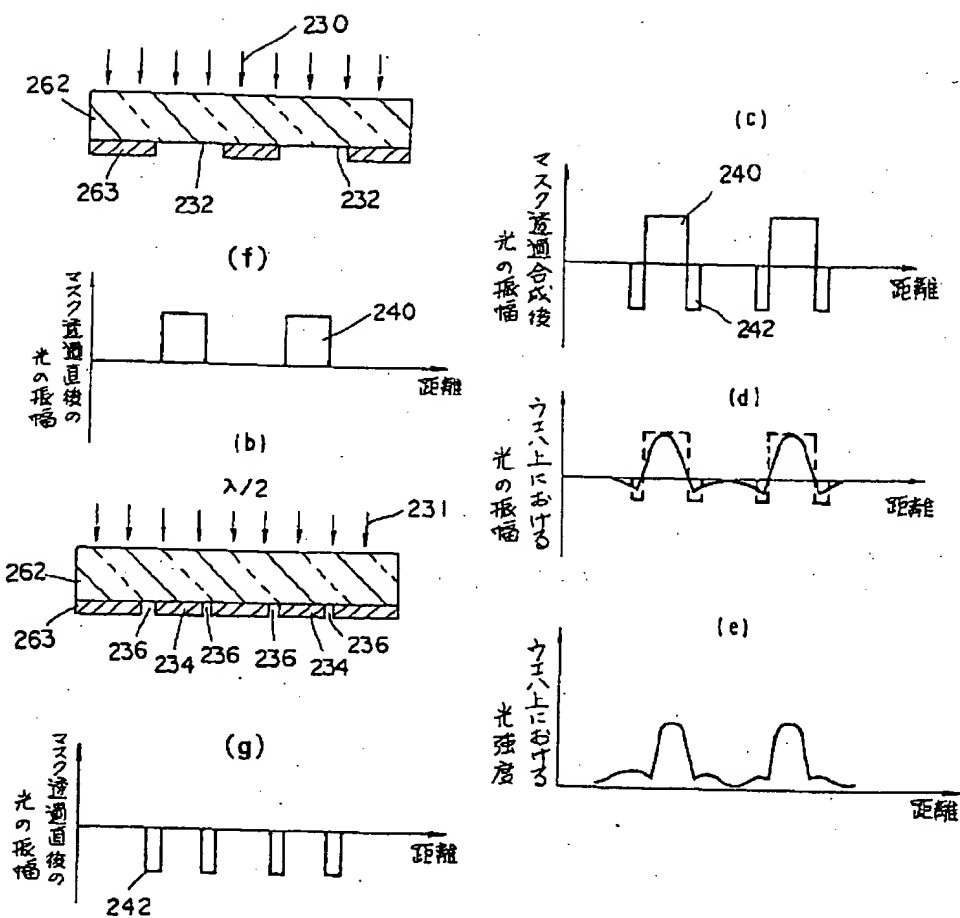 230
262
263
232
232
(f)
マスク透過直後の
光の振幅
240
距離
(b)
λ/2
231
262
263
236
234
236
236
234
236
(g)
マスク透過直後の
光の振幅
距離
242
(c)
マスク透過合成後
光の振幅
240
242
距離
(d)
ウエハ上における
光の振幅
距離
(e)
ウエハ上における
光強度
距離